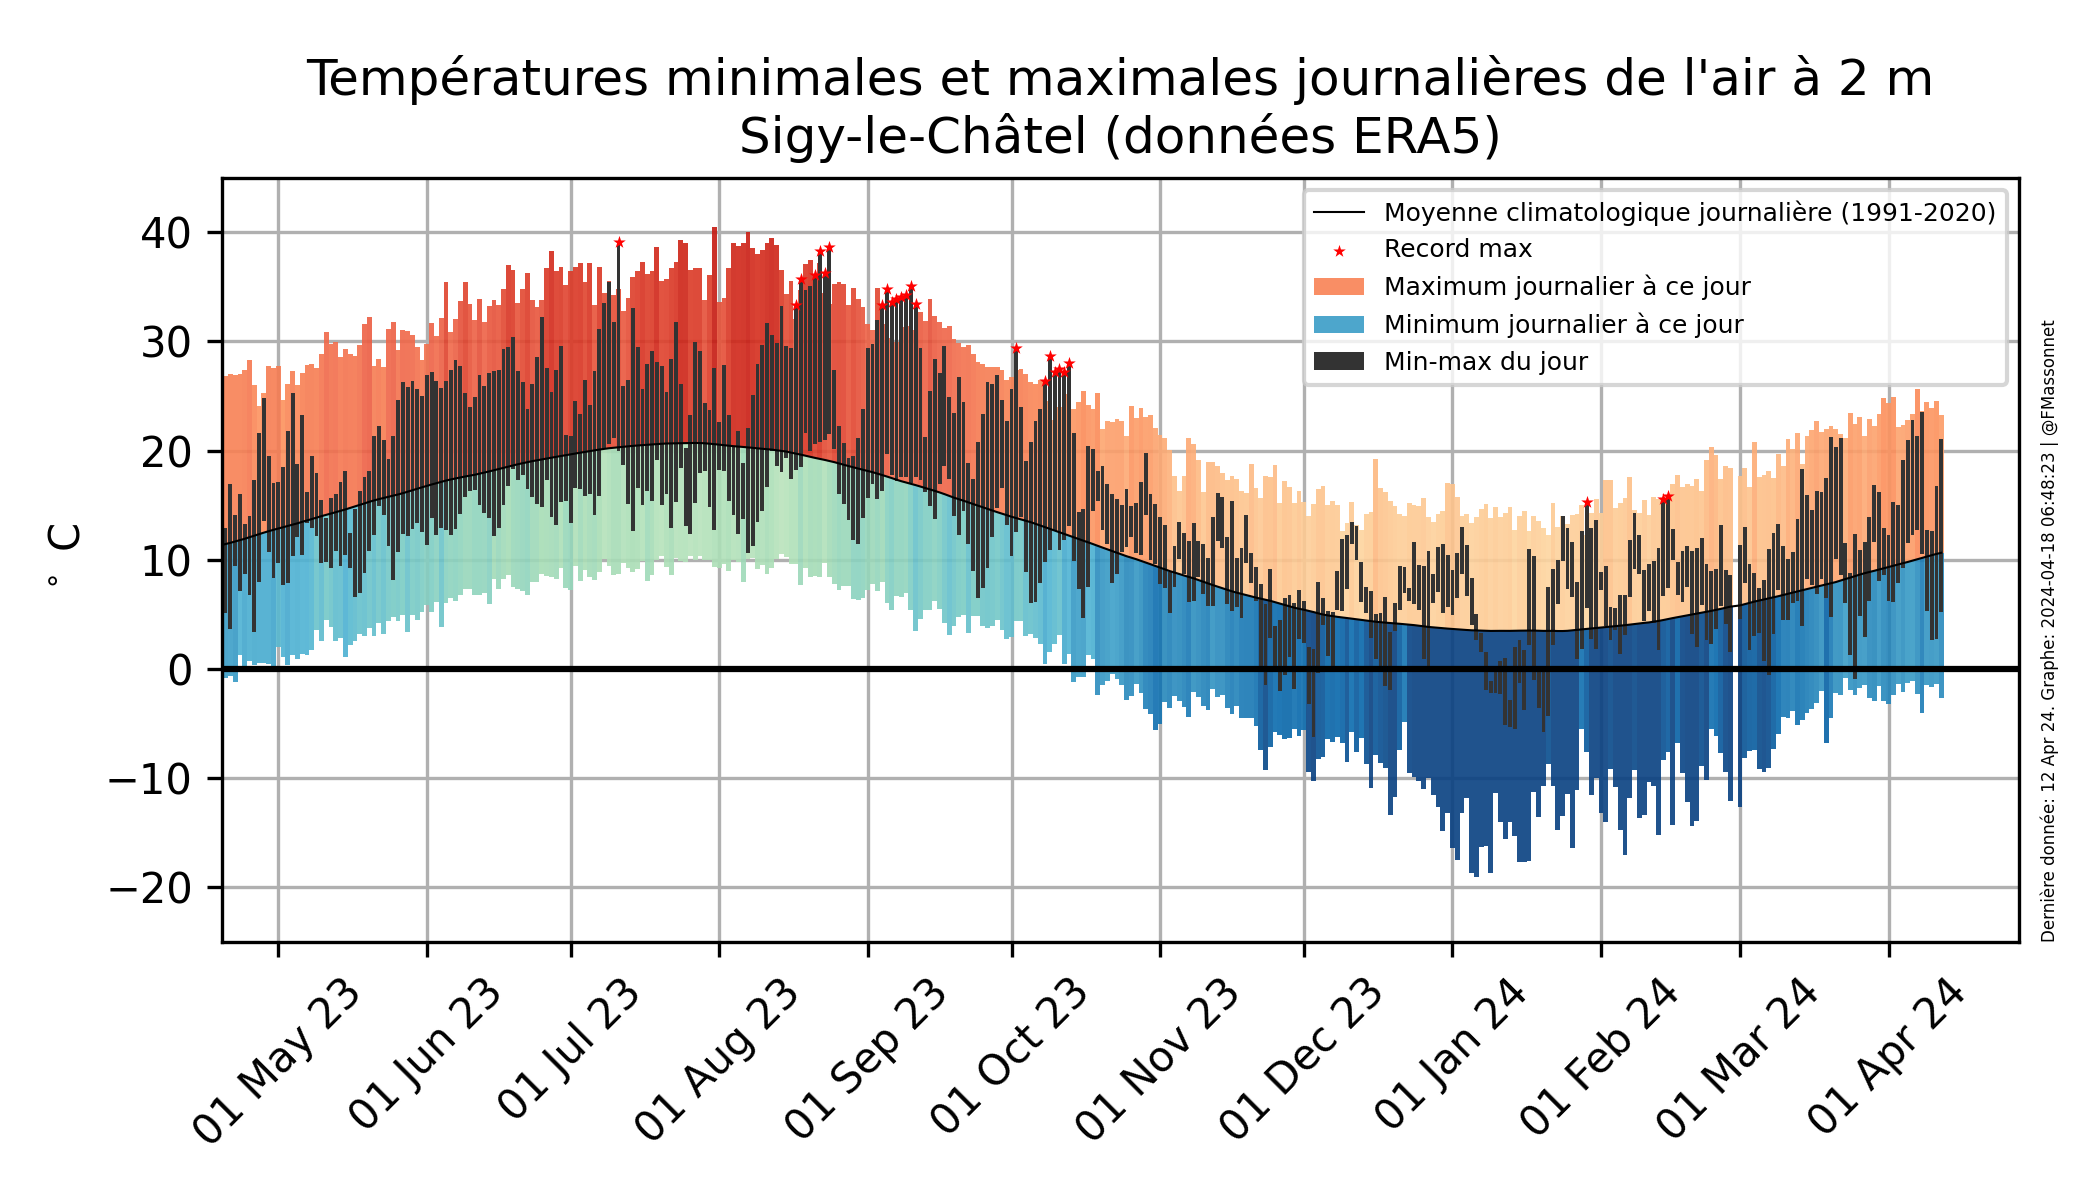 Températures minimales et maximales journalières de l'air à 2 m
Sigy-le-Châtel (données ERA5)
Moyenne climatologique journalière (1991-2020)
Record max
Maximum journalier à ce jour
Minimum journalier à ce jour
Min-max du jour
° C
40
30
20
10
0
−10
−20
01 May 23
01 Jun 23
01 Jul 23
01 Aug 23
01 Sep 23
01 Oct 23
01 Nov 23
01 Dec 23
01 Jan 24
01 Feb 24
01 Mar 24
01 Apr 24
Dernière donnée: 12 Apr 24. Graphe: 2024-04-18 06:48:23 | @FMassonnet